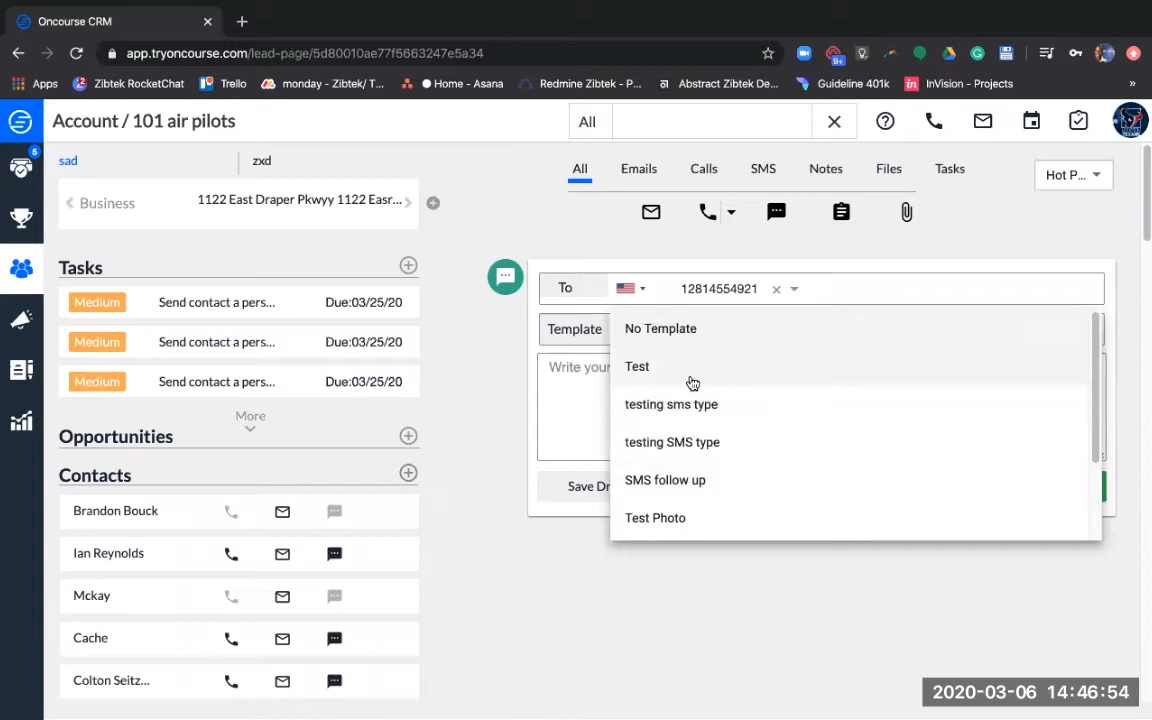 Oncourse CRM
app.tryoncourse.com/lead-page/5d80010ae77f5663247e5a34
9+
Apps
Zibtek RocketChat
Trello
monday - Zibtek/ T...
Home - Asana
Redmine Zibtek - P...
Abstract Zibtek De...
Guideline 401k
in
InVision - Projects
»
Account / 101 air pilots
All
5
sad
zxd
All
Emails
Calls
SMS
Notes
Files
Tasks
Hot P...
Business
1122 East Draper Pkwyy 1122 Easr...
Tasks
Medium
Send contact a pers...
Due:03/25/20
Medium
Send contact a pers...
Due:03/25/20
Medium
Send contact a pers...
Due:03/25/20
More
Opportunities
Contacts
Brandon Bouck
Ian Reynolds
Mckay
Cache
Colton Seitz...
To
12814554921
Template
Write your
Save Dr
No Template
Test
testing sms type
testing SMS type
SMS follow up
Test Photo
2020-03-06 14:46:54